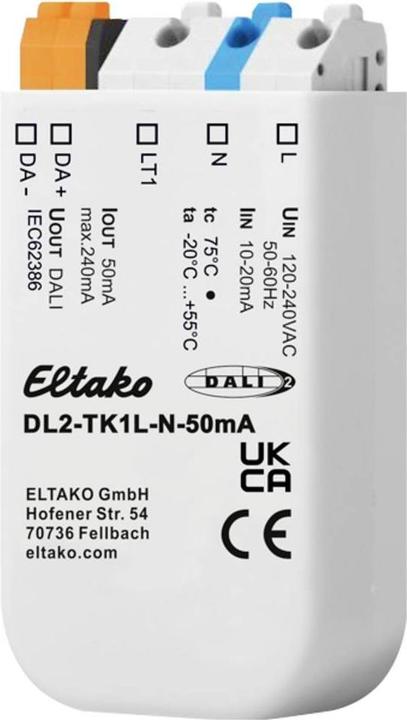 DA -
DA+
LT1
N
L
IEC62386
UOUT DALI
IOUT 50mA
max.240mA
ta -20°C ...+55°C
tc 75°C
IIN 10-20mA
UIN 120-240VAC
50-60Hz
Eltako
DALI 2
DL2-TK1L-N-50mA
UK
CA
ELTAKO GmbH
Hofener Str. 54
70736 Fellbach
eltako.com
CE